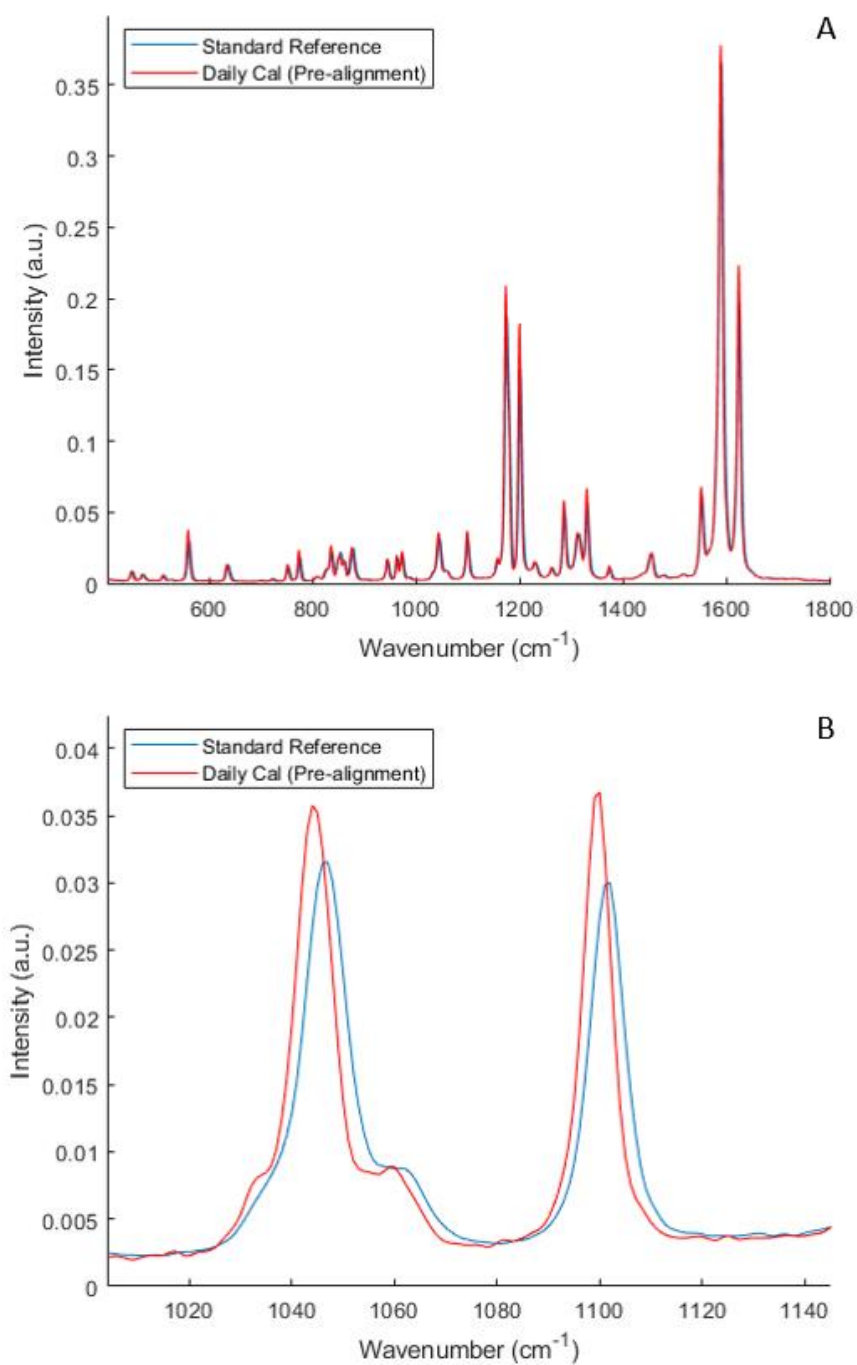 A
Standard Reference
Daily Cal (Pre-alignment)
0.35
0.3
0.25
0.2
0.15
0.1
0.05
0
Intensity (a.u.)
600 800 1000 1200 1400 1600 1800
Wavenumber (cm-1)
B
Standard Reference
Daily Cal (Pre-alignment)
0.04
0.035
0.03
0.025
0.02
0.015
0.01
0.005
0
Intensity (a.u.)
1020 1040 1060 1080 1100 1120 1140
Wavenumber (cm-1)